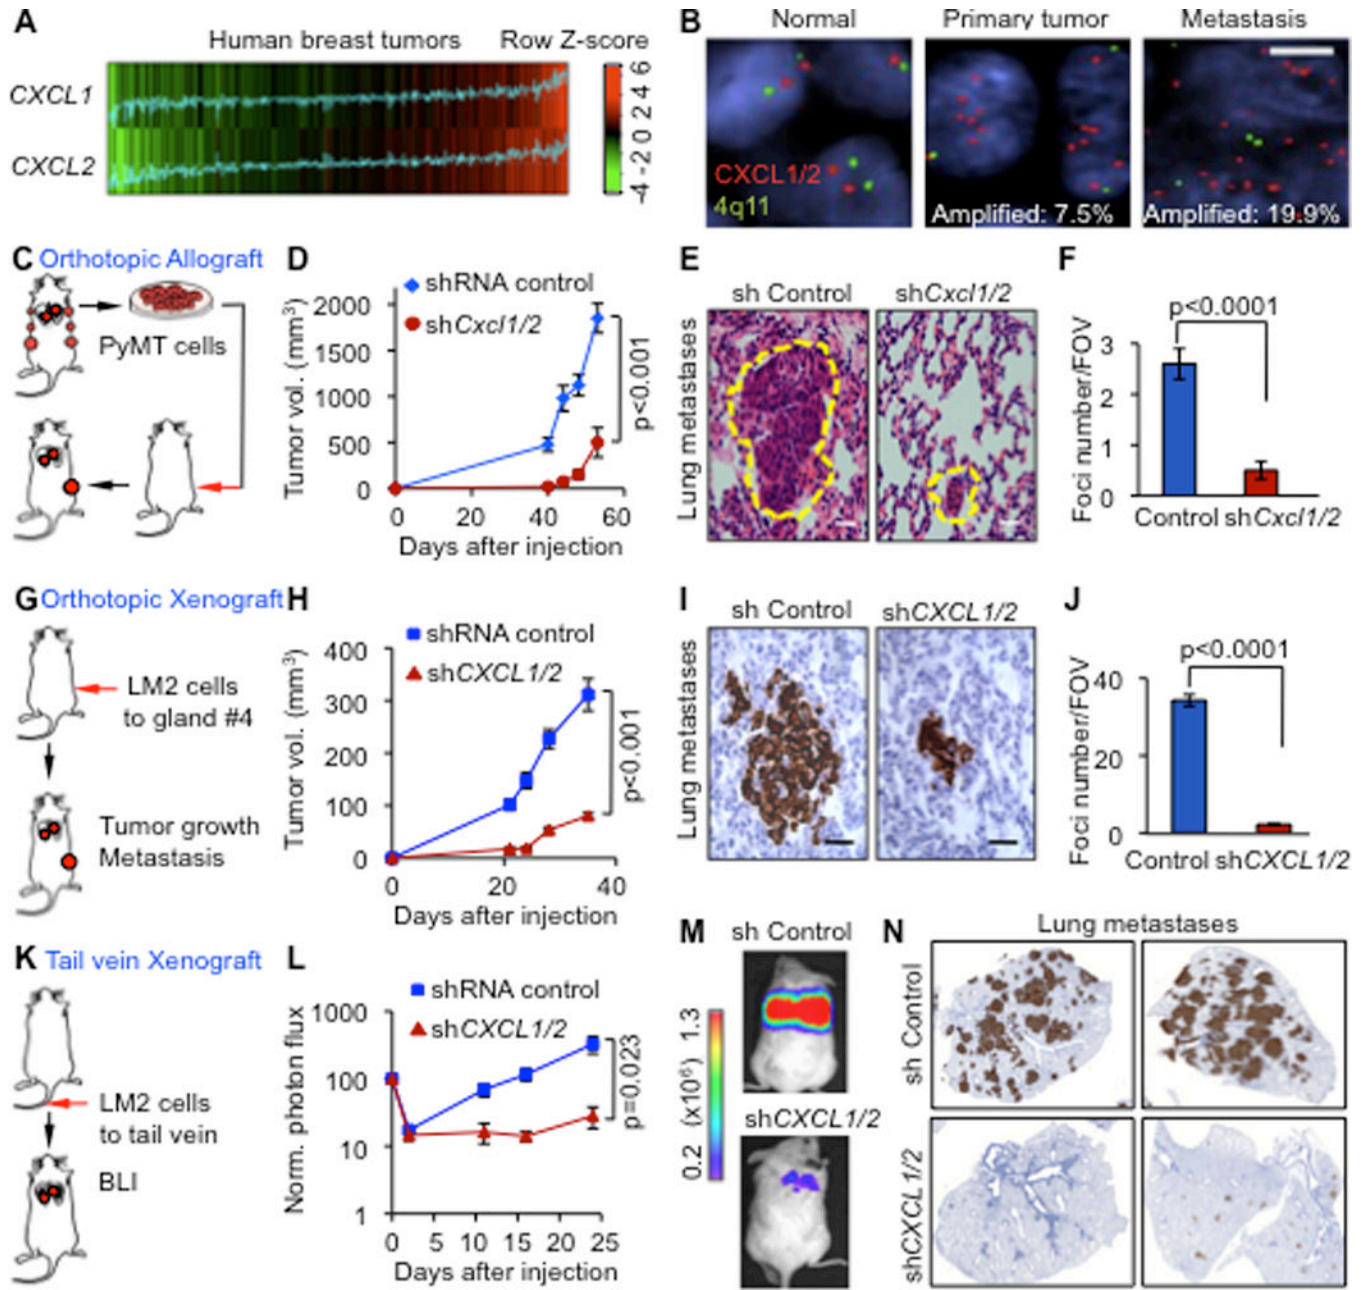 A
Human breast tumors
Row Z-score
CXCL1
CXCL2
6
4
2
0
-2
-4
B
Normal
Primary tumor
Metastasis
CXCL1/2
4q11
Amplified: 7.5%
Amplified: 19.9%
C
Orthotopic Allograft
PyMT cells
D
shRNA control
shCxcl1/2
Tumor vol. (mm³)
2000
1500
1000
500
0
0
20
40
60
Days after injection
p<0.001
E
sh Control
shCxcl1/2
Lung metastases
F
p<0.0001
Foci number/FOV
3
2
1
0
Control shCxcl1/2
G
Orthotopic Xenograft
LM2 cells
to gland #4
Tumor growth
Metastasis
H
shRNA control
shCXCL1/2
Tumor vol. (mm³)
400
300
200
100
0
0
20
40
Days after injection
p<0.001
I
sh Control
shCXCL1/2
Lung metastases
J
p<0.0001
Foci number/FOV
40
20
0
Control shCXCL1/2
K
Tail vein Xenograft
LM2 cells
to tail vein
BLI
L
shRNA control
shCXCL1/2
Norm. photon flux
1000
100
10
1
0
5
10
15
20
25
Days after injection
p=0.023
M
sh Control
shCXCL1/2
0.2 (x10⁶) 1.3
N
Lung metastases
sh Control
shCXCL1/2